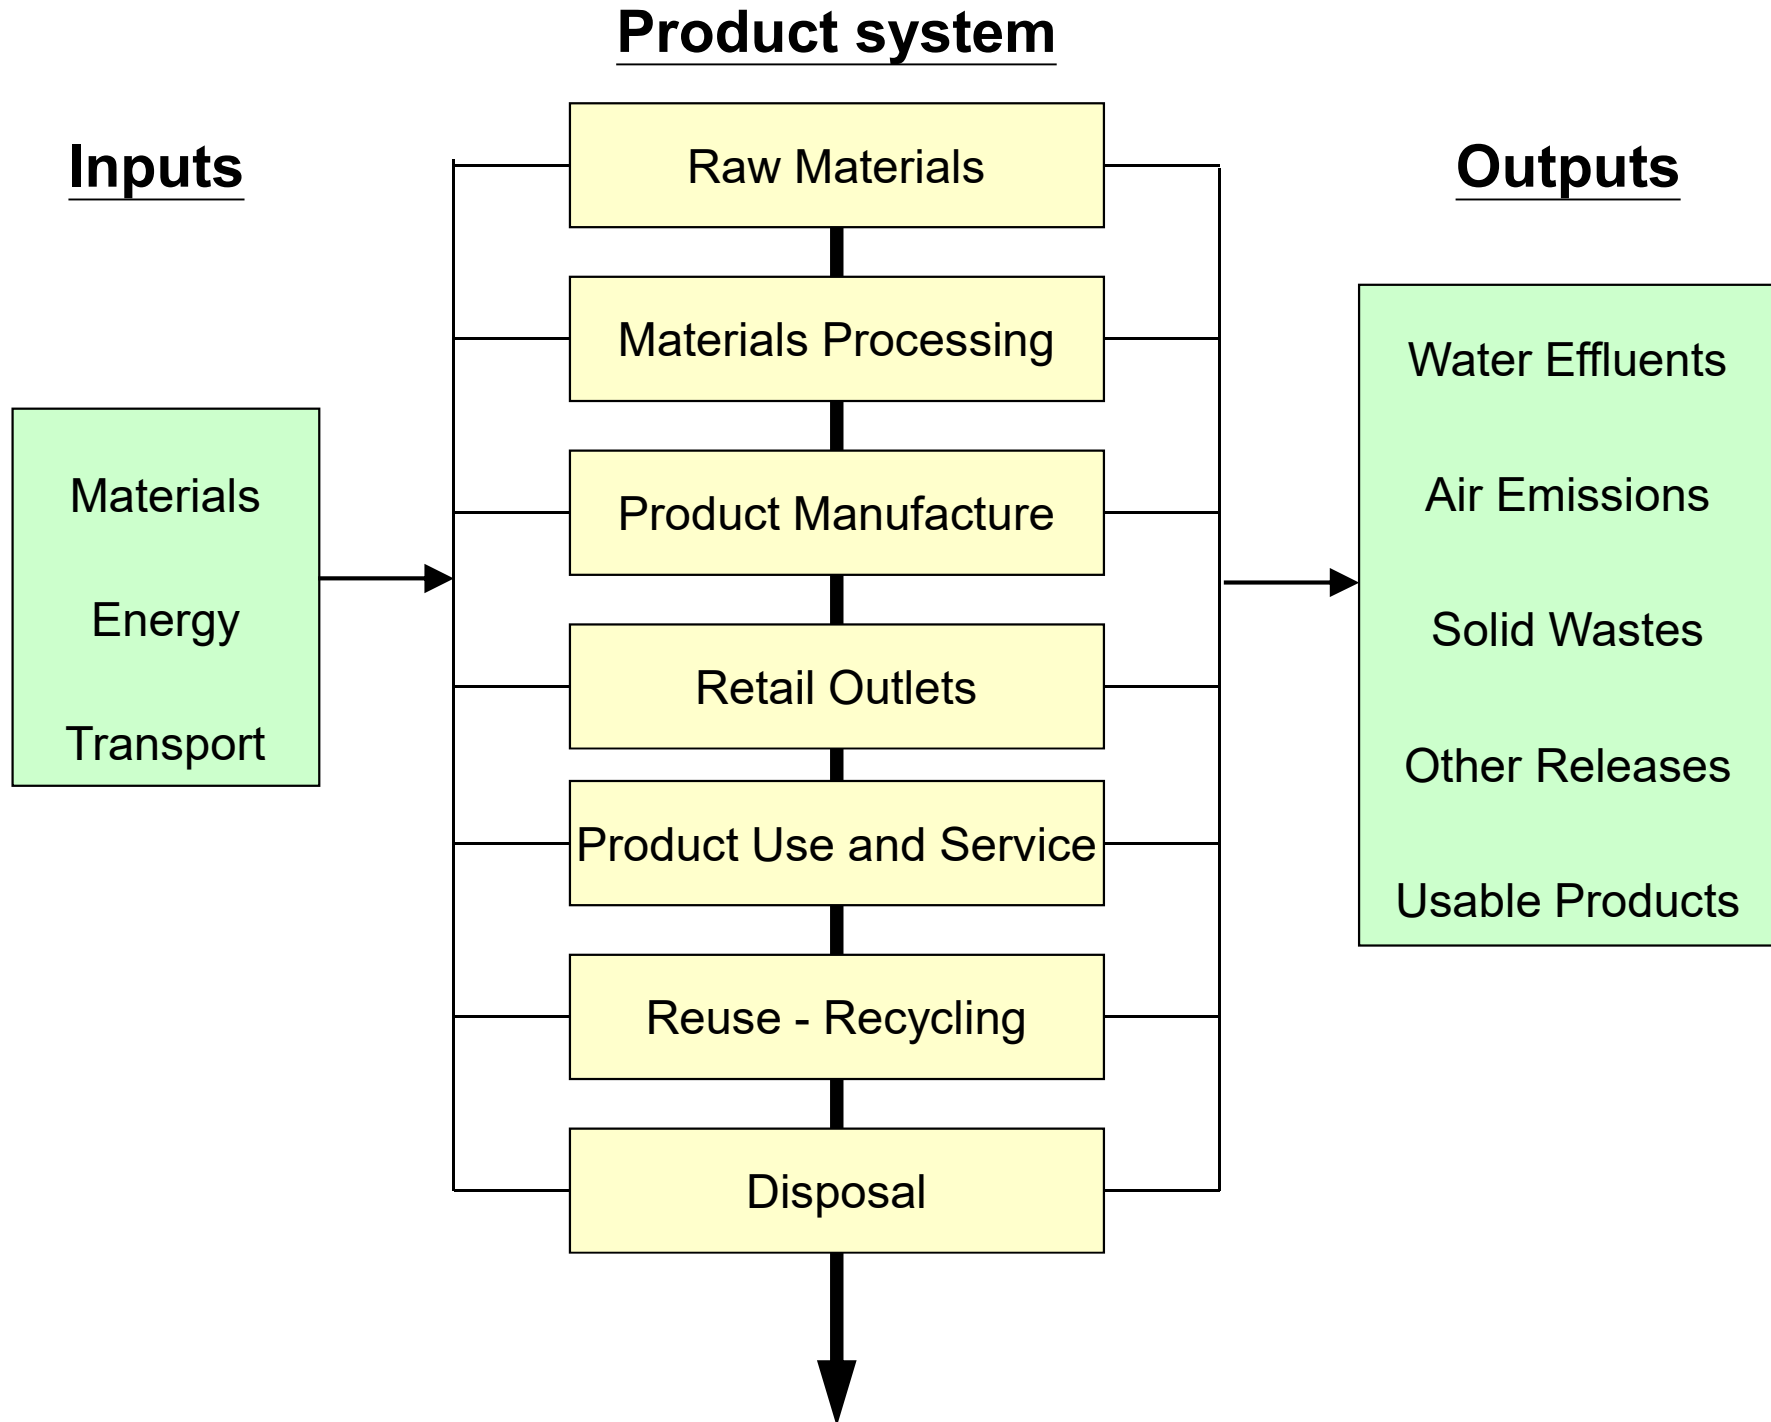 Product system
Inputs
Outputs
Raw Materials
Materials Processing
Product Manufacture
Retail Outlets
Product Use and Service
Reuse - Recycling
Disposal
Materials
Energy
Transport
Water Effluents
Air Emissions
Solid Wastes
Other Releases
Usable Products